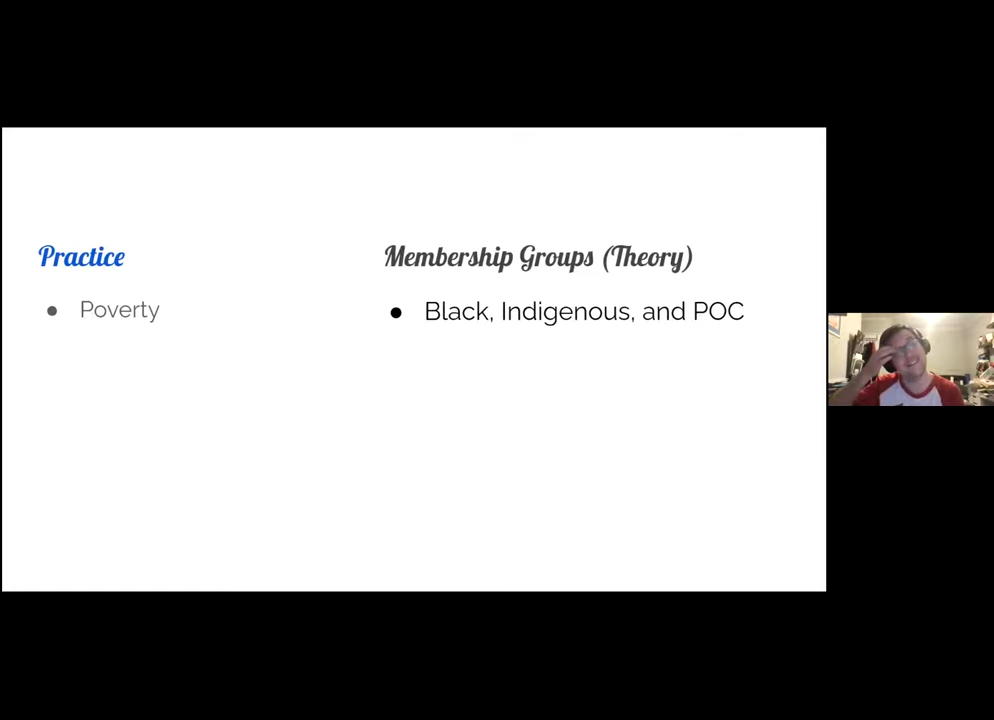 Practice
Membership Groups (Theory)
● Poverty
● Black, Indigenous, and POC